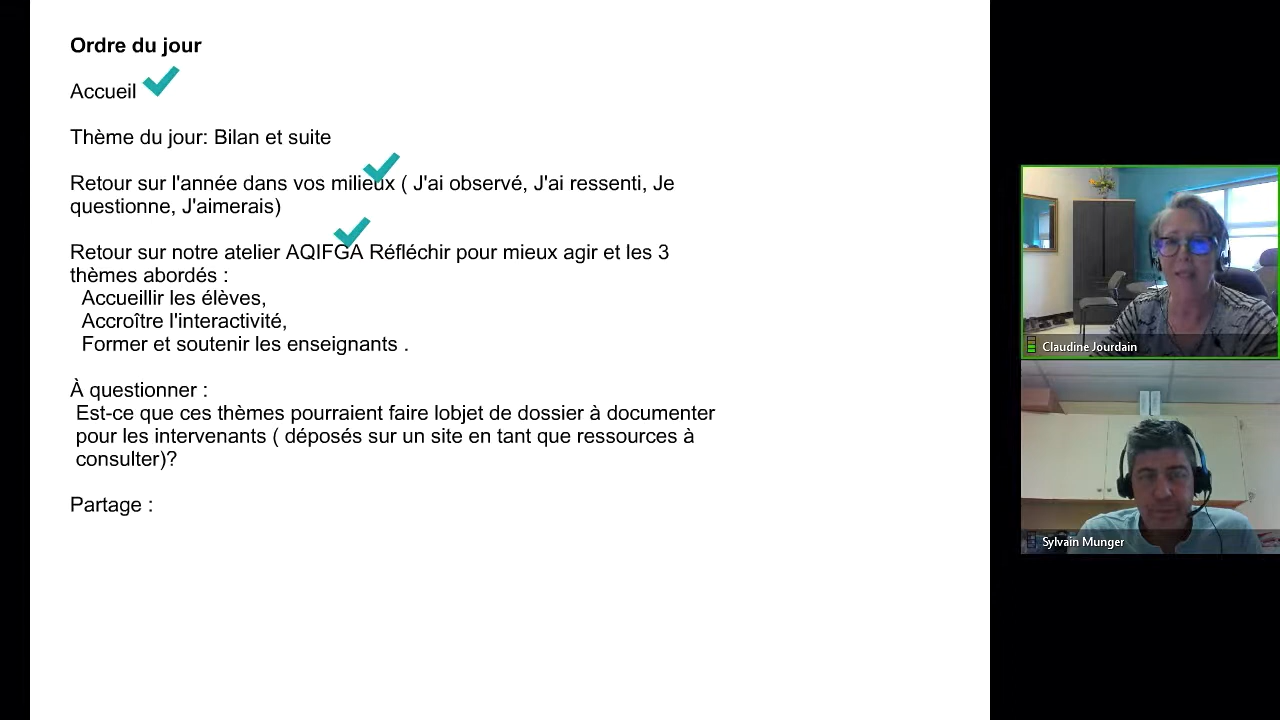 Ordre du jour
Accueil
Thème du jour: Bilan et suite
Retour sur l'année dans vos milieux ( J'ai observé, J'ai ressenti, Je
questionne, J'aimerais)
Retour sur notre atelier AQIFGA Réfléchir pour mieux agir et les 3
thèmes abordés :
Accueillir les élèves,
Accroître l'interactivité,
Former et soutenir les enseignants .
À questionner :
Est-ce que ces thèmes pourraient faire lobjet de dossier à documenter
pour les intervenants ( déposés sur un site en tant que ressources à
consulter)?
Partage :
Claudine Jourdain
Sylvain Munger